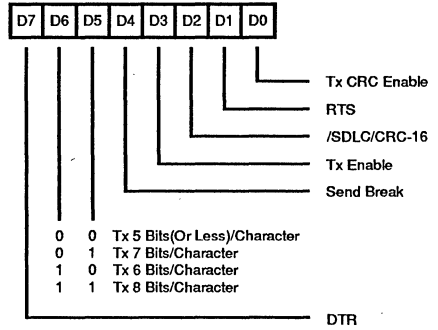 D7 D6 D5 D4 D3 D2 D1 D0
Tx CRC Enable
RTS
/SDLC/CRC-16
Tx Enable
Send Break
0 0 Tx 5 Bits(Or Less)/Character
0 1 Tx 7 Bits/Character
1 0 Tx 6 Bits/Character
1 1 Tx 8 Bits/Character
DTR